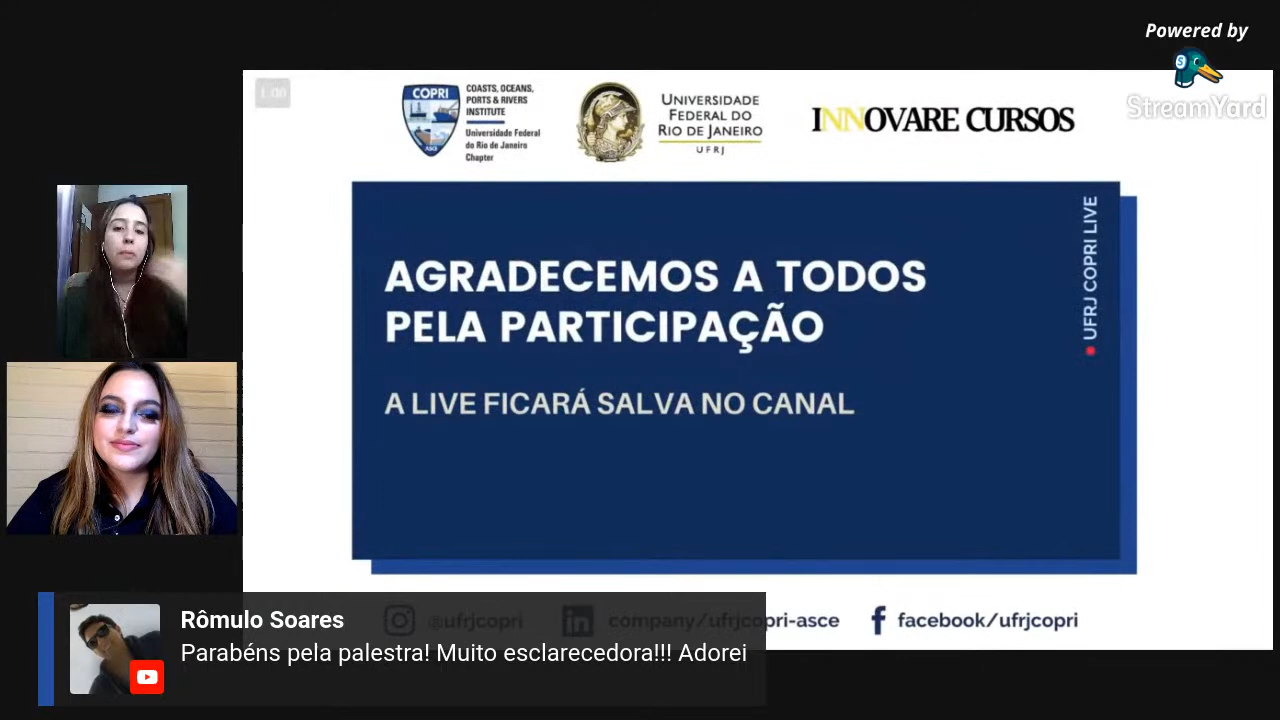 Powered by
StreamYard
COPRI
ASCE
COASTS, OCEANS,
PORTS & RIVERS
INSTITUTE
Universidade Federal
do Rio de Janeiro
Chapter
UNIVERSIDADE
FEDERAL DO
RIO DE JANEIRO
UFRJ
INNOVARE CURSOS
UFRJ COPRI LIVE
AGRADECEMOS A TODOS
PELA PARTICIPAÇÃO
A LIVE FICARÁ SALVA NO CANAL
@ufrjcopri
company/ufrjcopri-asce
facebook/ufrjcopri
Rômulo Soares
Parabéns pela palestra! Muito esclarecedora!!! Adorei